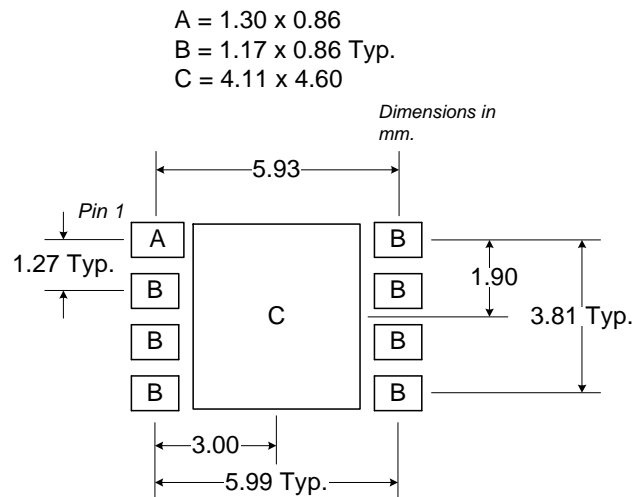 A = 1.30 x 0.86
B = 1.17 x 0.86 Typ.
C = 4.11 x 4.60
Dimensions in
mm.
5.93
Pin 1
A
B
1.27 Typ.
1.90
B
B
C
3.81 Typ.
B
B
B
B
3.00
5.99 Typ.